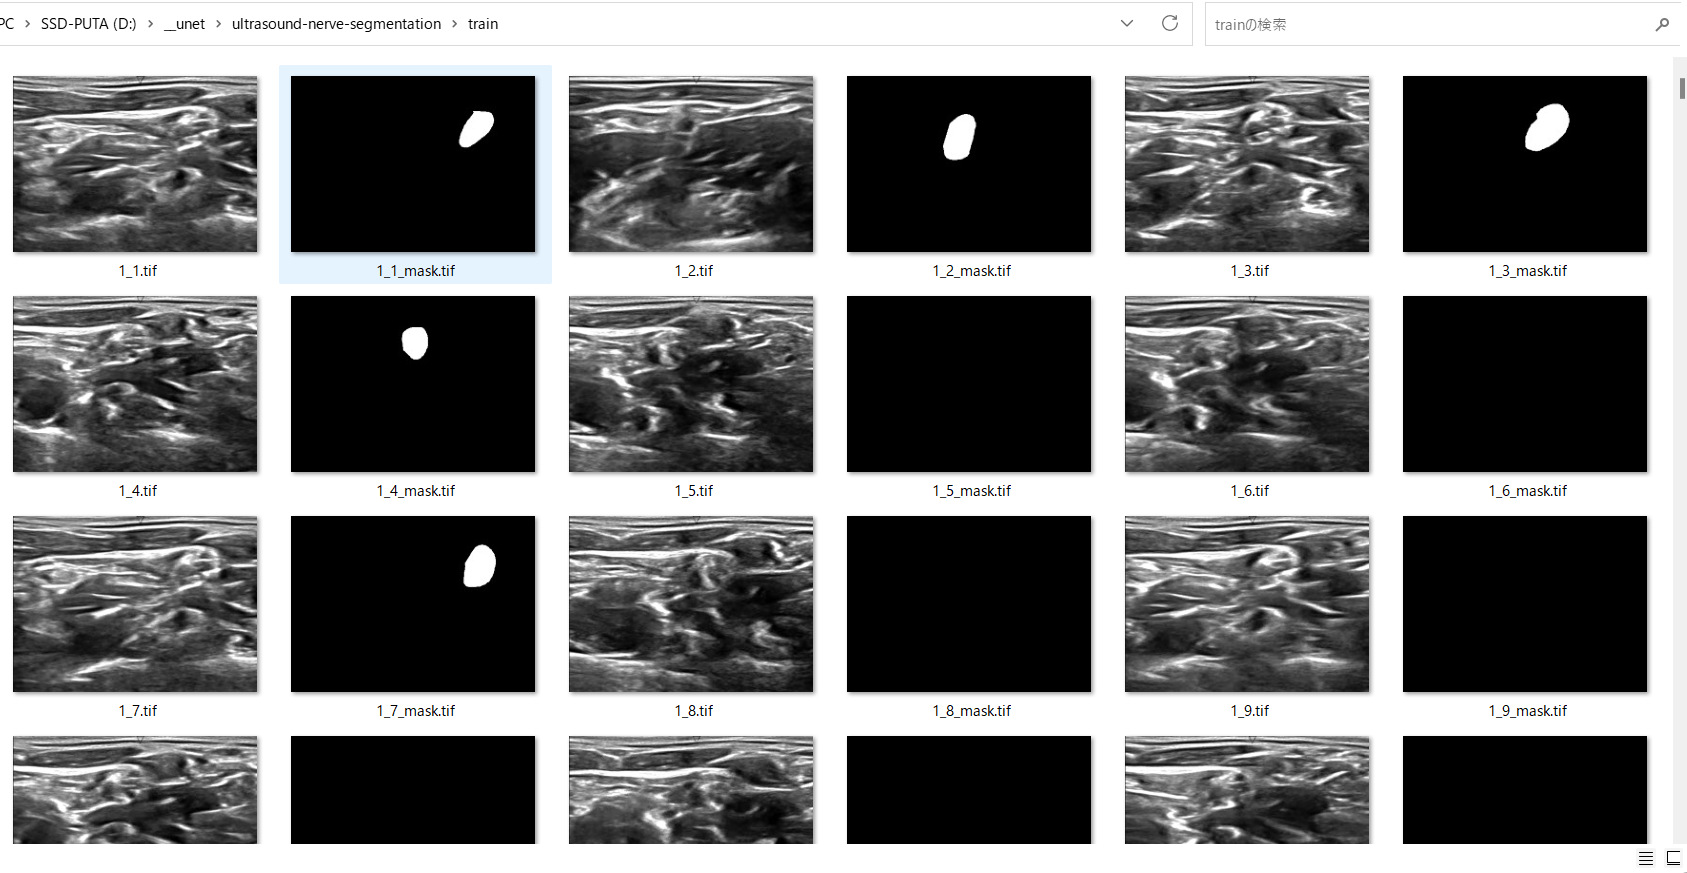 PC > SSD-PUTA (D:) > __unet > ultrasound-nerve-segmentation > train
trainの検索
1_1.tif 1_1_mask.tif 1_2.tif 1_2_mask.tif 1_3.tif 1_3_mask.tif
1_4.tif 1_4_mask.tif 1_5.tif 1_5_mask.tif 1_6.tif 1_6_mask.tif
1_7.tif 1_7_mask.tif 1_8.tif 1_8_mask.tif 1_9.tif 1_9_mask.tif